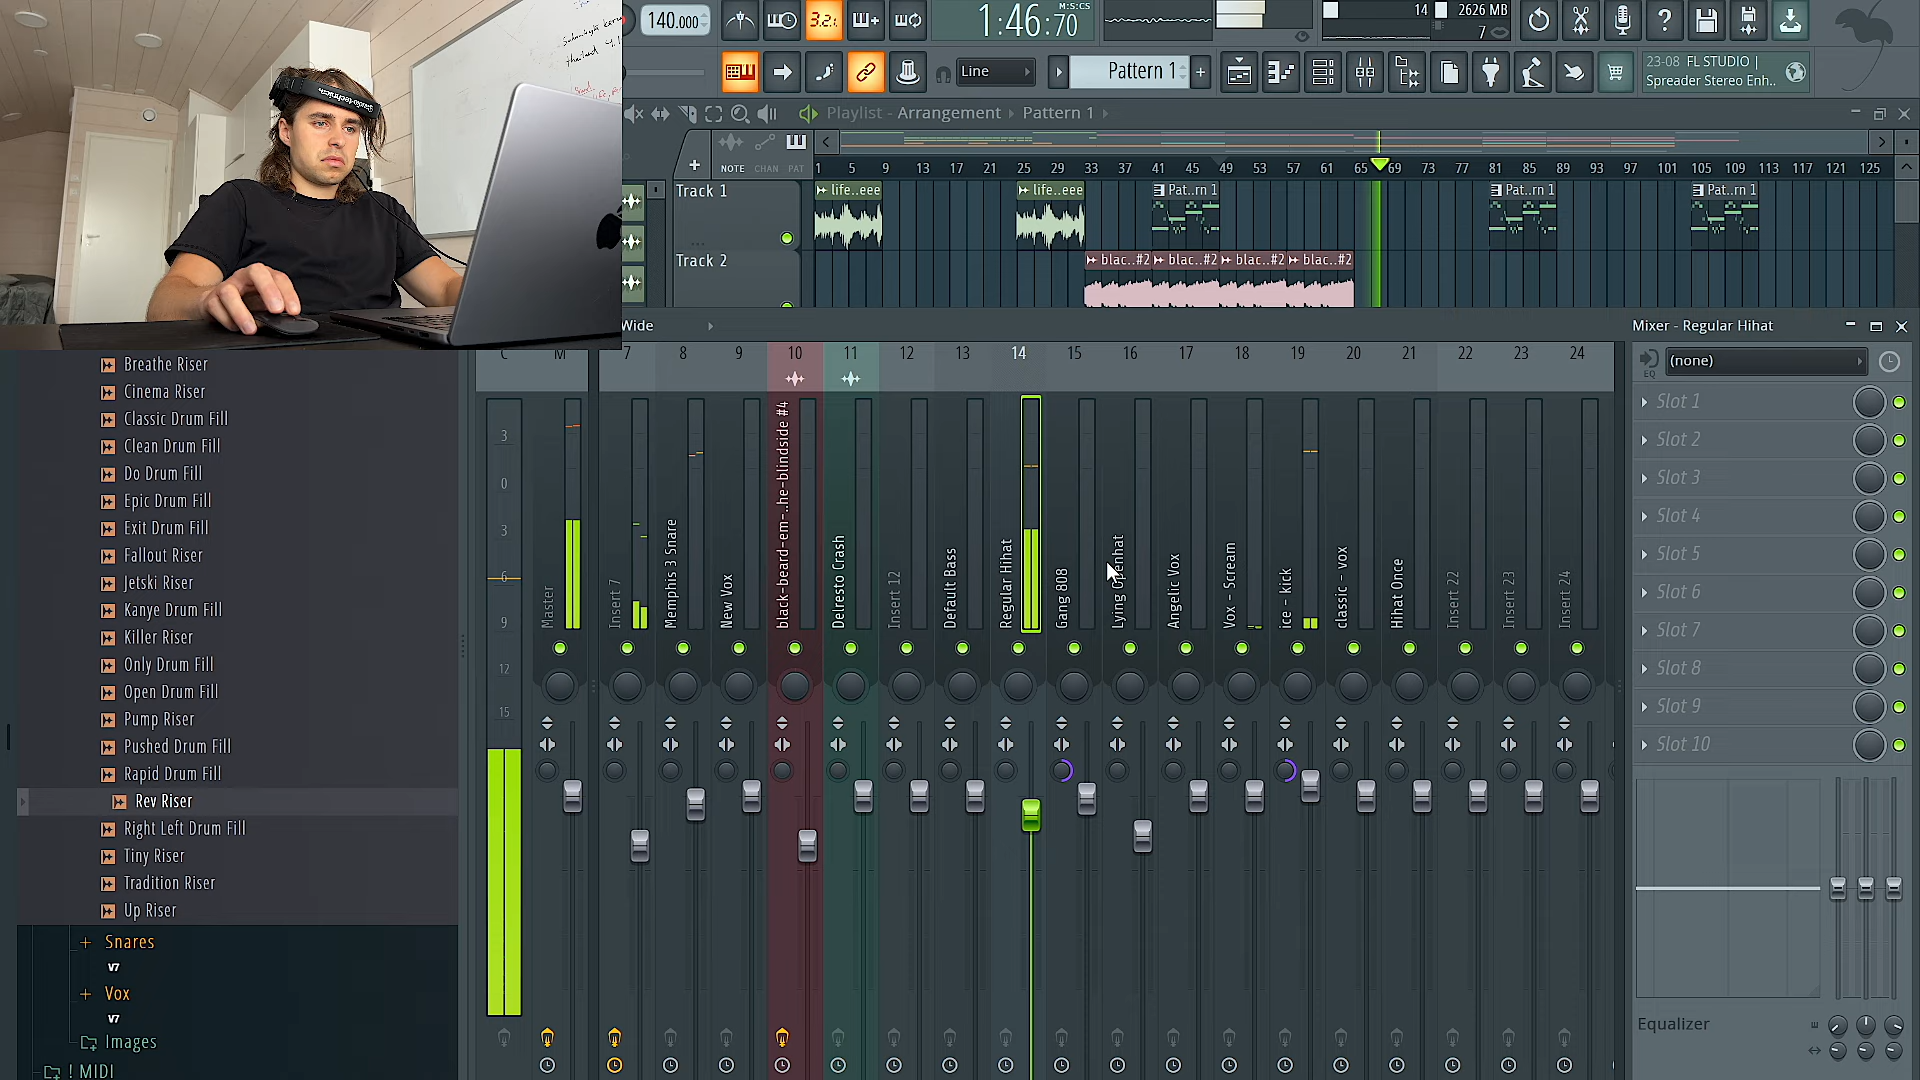 audio-technica
140.000
3.2.
1:46:70
M:S:CS
14
2626 MB
7
Line
Pattern 1
23-08 FL STUDIO |
Spreader Stereo Enh..
Playlist - Arrangement › Pattern 1 ›
NOTE CHAN PAT
1 5 9 13 17 21 25 29 33 37 41 45 49 53 57 61 65 69 73 77 81 85 89 93 97 101 105 109 113 117 121 125
Track 1
life..eee
life..eee
Pat..rn 1
Pat..rn 1
Pat..rn 1
Track 2
blac..#2
blac..#2
blac..#2
blac..#2
Wide
Mixer - Regular Hihat
C M 7 8 9 10 11 12 13 14 15 16 17 18 19 20 21 22 23 24
3
0
3
6
9
12
15
Master
Insert 7
Memphis 3 Snare
New Vox
black-beard-em-..he-blindside #4
Delresto Crash
Insert 12
Default Bass
Regular Hihat
Gang 808
Lying Openhat
Angelic Vox
Vox - Scream
ice - kick
classic - vox
Hihat Once
Insert 22
Insert 23
Insert 24
(none)
EQ
Slot 1
Slot 2
Slot 3
Slot 4
Slot 5
Slot 6
Slot 7
Slot 8
Slot 9
Slot 10
Equalizer
Breathe Riser
Cinema Riser
Classic Drum Fill
Clean Drum Fill
Do Drum Fill
Epic Drum Fill
Exit Drum Fill
Fallout Riser
Jetski Riser
Kanye Drum Fill
Killer Riser
Only Drum Fill
Open Drum Fill
Pump Riser
Pushed Drum Fill
Rapid Drum Fill
Rev Riser
Right Left Drum Fill
Tiny Riser
Tradition Riser
Up Riser
Snares
V7
Vox
V7
Images
! MIDI